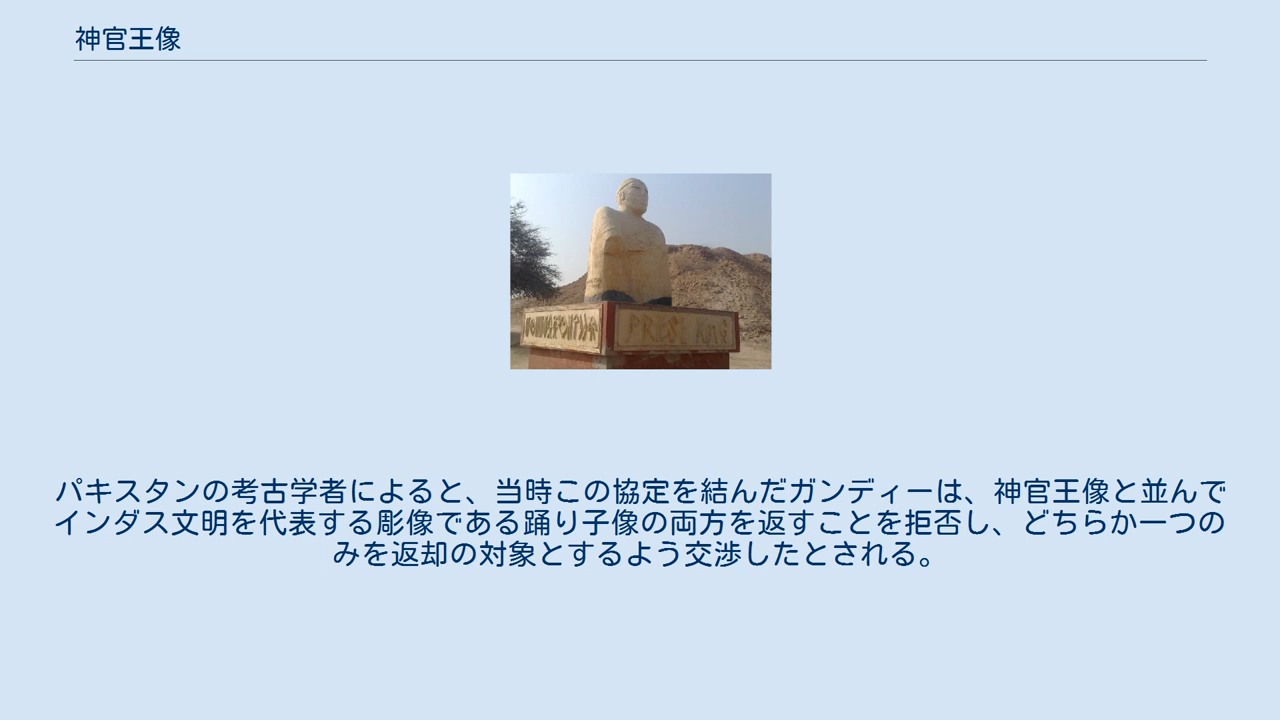 神官王像
PRIEST KING
パキスタンの考古学者によると、当時この協定を結んだガンディーは、神官王像と並んで
インダス文明を代表する彫像である踊り子像の両方を返すことを拒否し、どちらか一つの
みを返却の対象とするよう交渉したとされる。